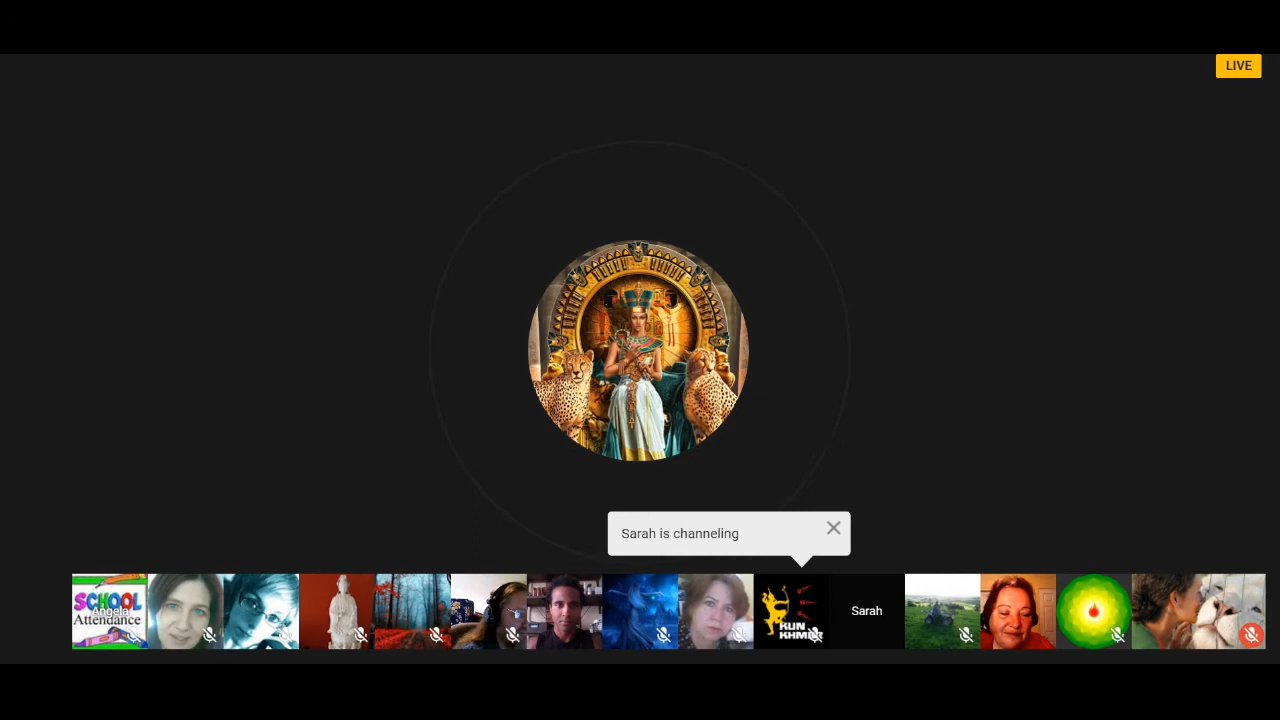 LIVE
Sarah is channeling
SCHOOL
Angela
Attendance
KUN
KHMER
Sarah